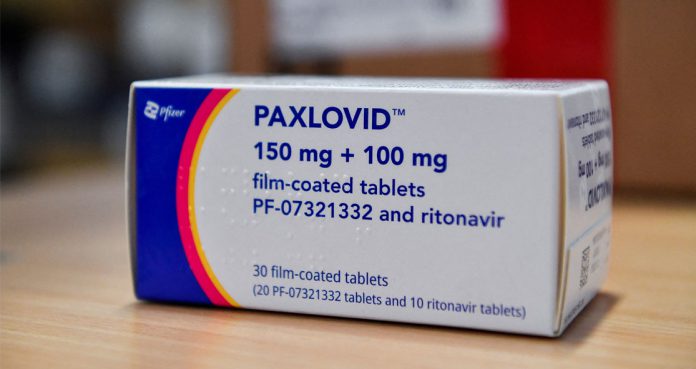 Pfizer
PAXLOVID™
150 mg + 100 mg
film-coated tablets
PF-07321332 and ritonavir
30 film-coated tablets
(20 PF-07321332 tablets and 10 ritonavir tablets)